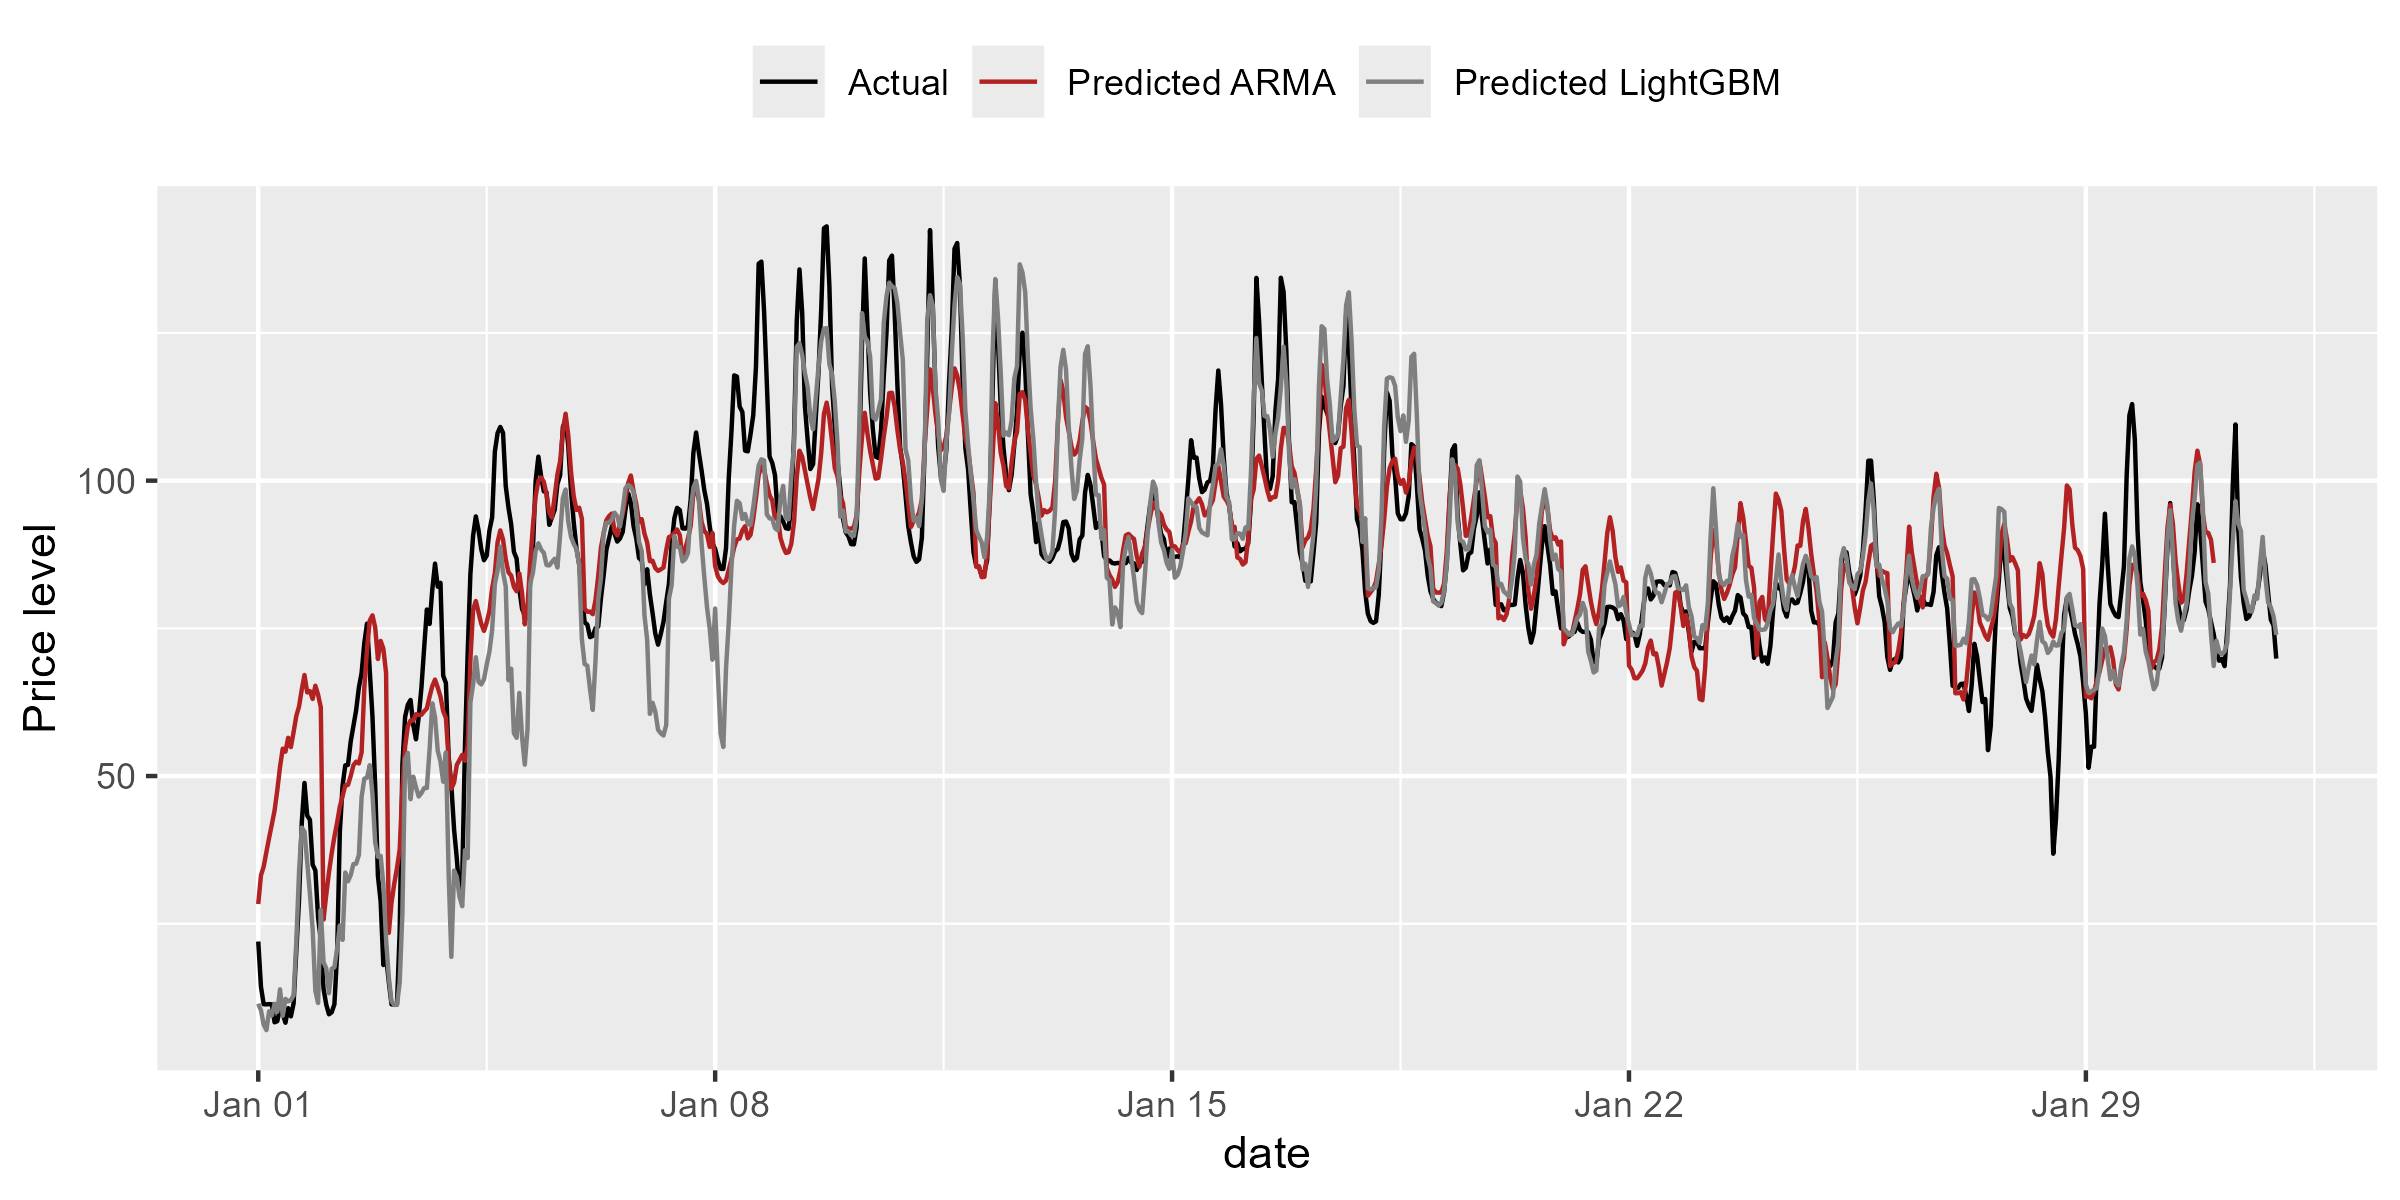 Actual Predicted ARMA Predicted LightGBM
Price level
100
50
Jan 01 Jan 08 Jan 15 Jan 22 Jan 29
date